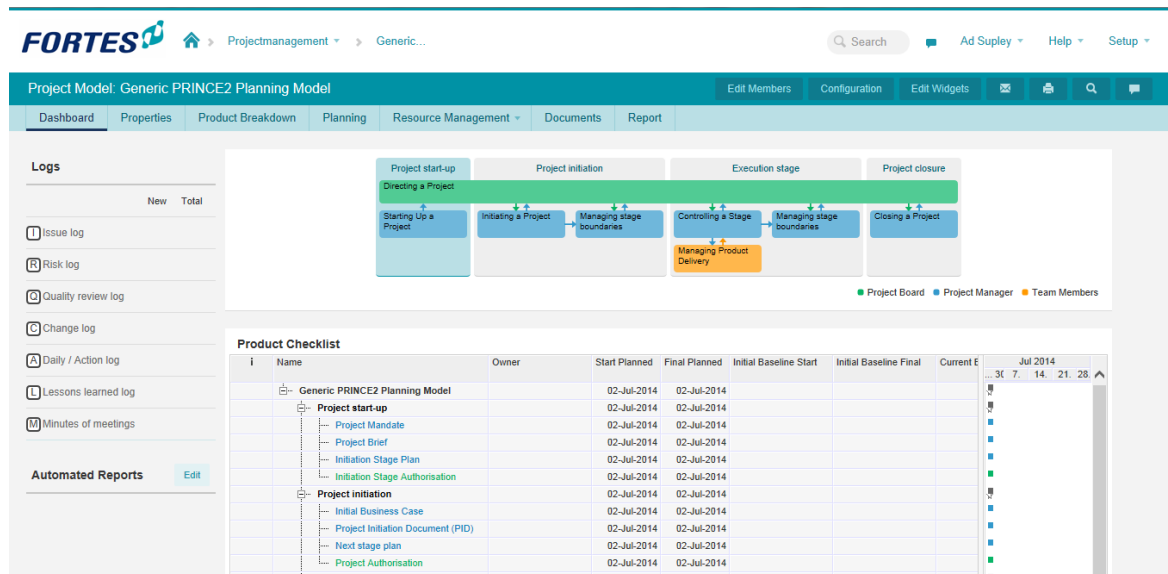 FORTES
Projectmanagement
Generic...
Search
Ad Supley
Help
Setup
Project Model: Generic PRINCE2 Planning Model
Edit Members
Configuration
Edit Widgets
Dashboard
Properties
Product Breakdown
Planning
Resource Management
Documents
Report
Logs
New Total
I Issue log
R Risk log
Q Quality review log
C Change log
A Daily / Action log
L Lessons learned log
M Minutes of meetings
Automated Reports
Edit
Project start-up
Project initiation
Execution stage
Project closure
Directing a Project
Starting Up a
Project
Initiating a Project
Managing stage
boundaries
Controlling a Stage
Managing stage
boundaries
Closing a Project
Managing Product
Delivery
Project Board
Project Manager
Team Members
Product Checklist
i Name Owner Start Planned Final Planned Initial Baseline Start Initial Baseline Final Current E Jul 2014
... 3( 7. 14. 21. 28.
Generic PRINCE2 Planning Model 02-Jul-2014 02-Jul-2014
Project start-up 02-Jul-2014 02-Jul-2014
Project Mandate 02-Jul-2014 02-Jul-2014
Project Brief 02-Jul-2014 02-Jul-2014
Initiation Stage Plan 02-Jul-2014 02-Jul-2014
Initiation Stage Authorisation 02-Jul-2014 02-Jul-2014
Project initiation 02-Jul-2014 02-Jul-2014
Initial Business Case 02-Jul-2014 02-Jul-2014
Project Initiation Document (PID) 02-Jul-2014 02-Jul-2014
Next stage plan 02-Jul-2014 02-Jul-2014
Project Authorisation 02-Jul-2014 02-Jul-2014